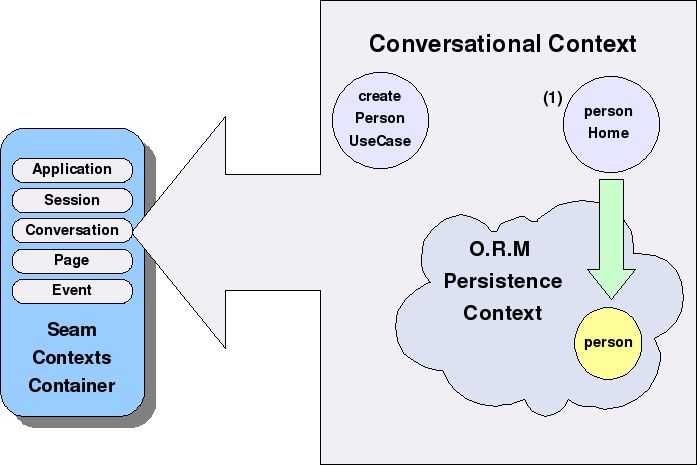 Conversational Context
create
Person
UseCase
(1)
person
Home
Application
Session
Conversation
Page
Event
Seam
Contexts
Container
O.R.M
Persistence
Context
person